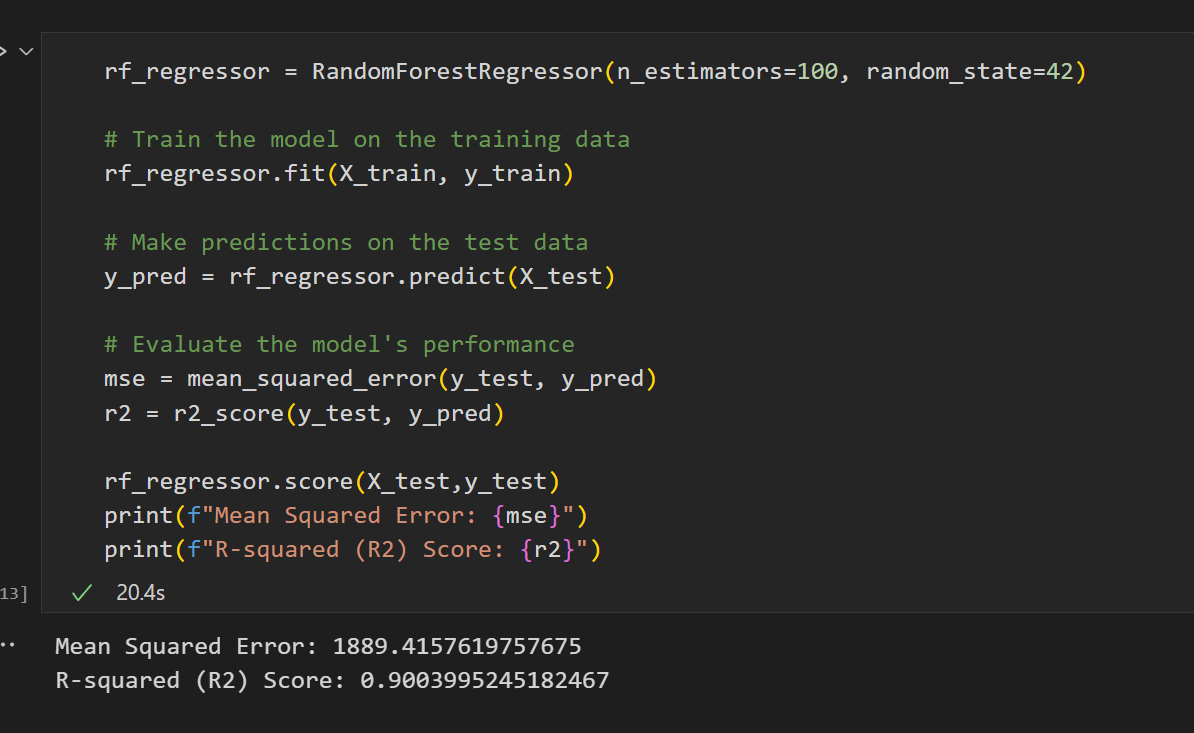 rf_regressor = RandomForestRegressor(n_estimators=100, random_state=42)
# Train the model on the training data
rf_regressor.fit(X_train, y_train)
# Make predictions on the test data
y_pred = rf_regressor.predict(X_test)
# Evaluate the model's performance
mse = mean_squared_error(y_test, y_pred)
r2 = r2_score(y_test, y_pred)
rf_regressor.score(X_test,y_test)
print(f"Mean Squared Error: {mse}")
print(f"R-squared (R2) Score: {r2}")
13] 20.4s
Mean Squared Error: 1889.4157619757675
R-squared (R2) Score: 0.9003995245182467